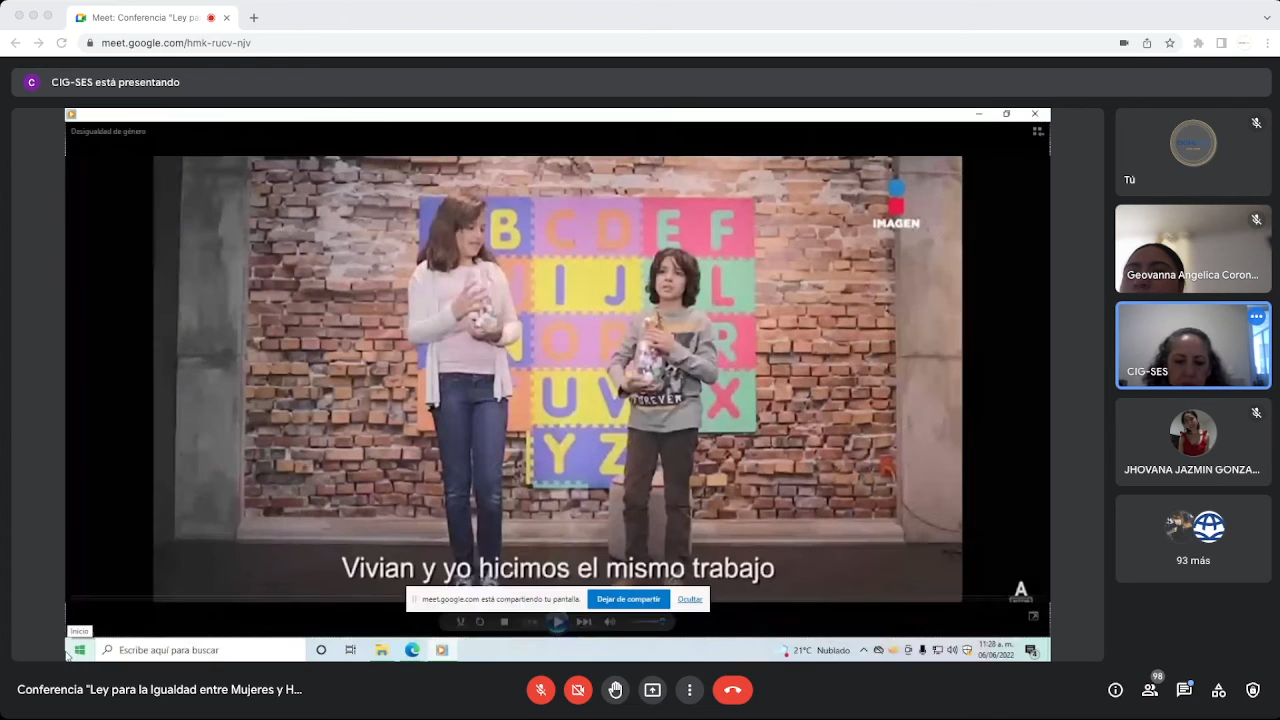 Meet: Conferencia "Ley pa
meet.google.com/hmk-rucv-njv
C
CIG-SES está presentando
Desigualdad de género
IMAGEN
B C D E F
I J L
O P R
U V X
Y Z
FOREVER
Vivian y yo hicimos el mismo trabajo
A
meet.google.com está compartiendo tu pantalla.
Dejar de compartir
Ocultar
Inicio
Escribe aquí para buscar
21°C Nublado
11:28 a. m.
06/06/2022
4
Tú
Geovanna Angelica Coron...
CIG-SES
JHOVANA JAZMIN GONZA...
93 más
Conferencia "Ley para la Igualdad entre Mujeres y H...
98